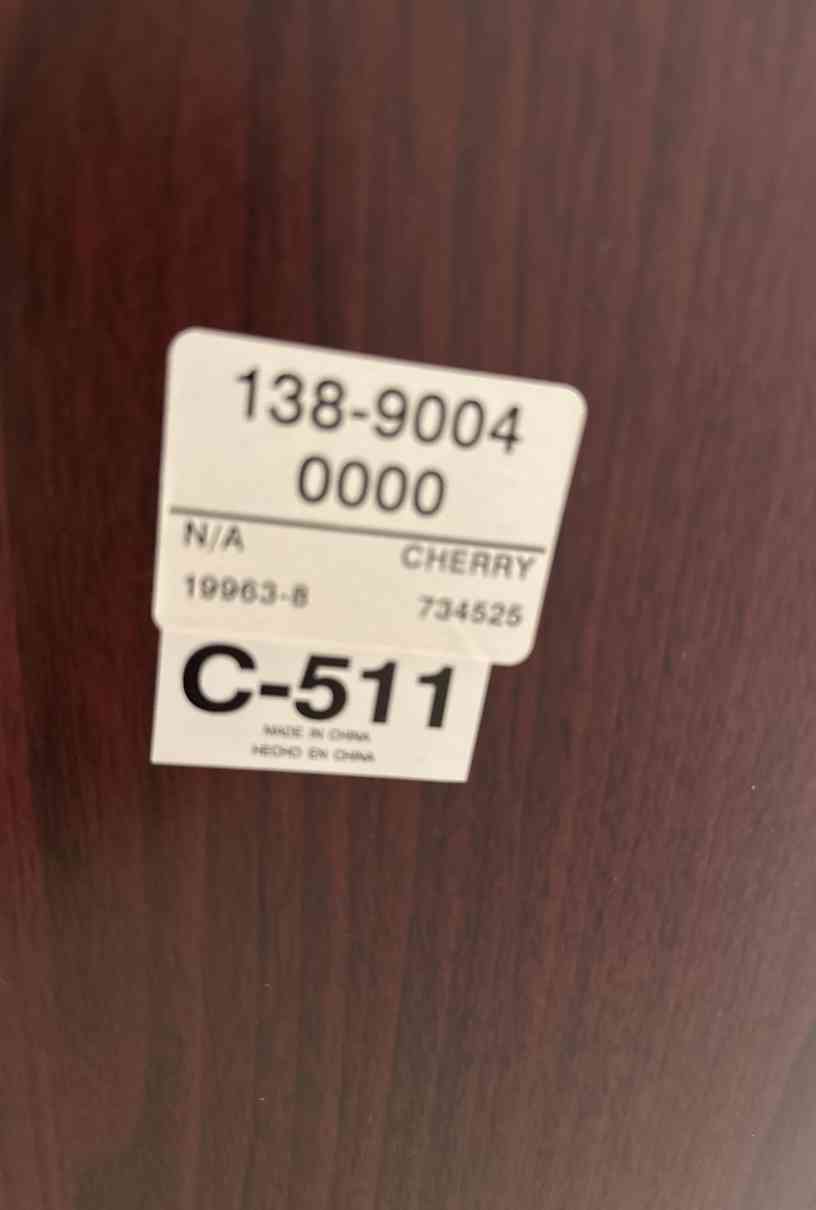 138-9004
0000
N/A CHERRY
19963-8 734525
C-511
MADE IN CHINA
HECHO EN CHINA